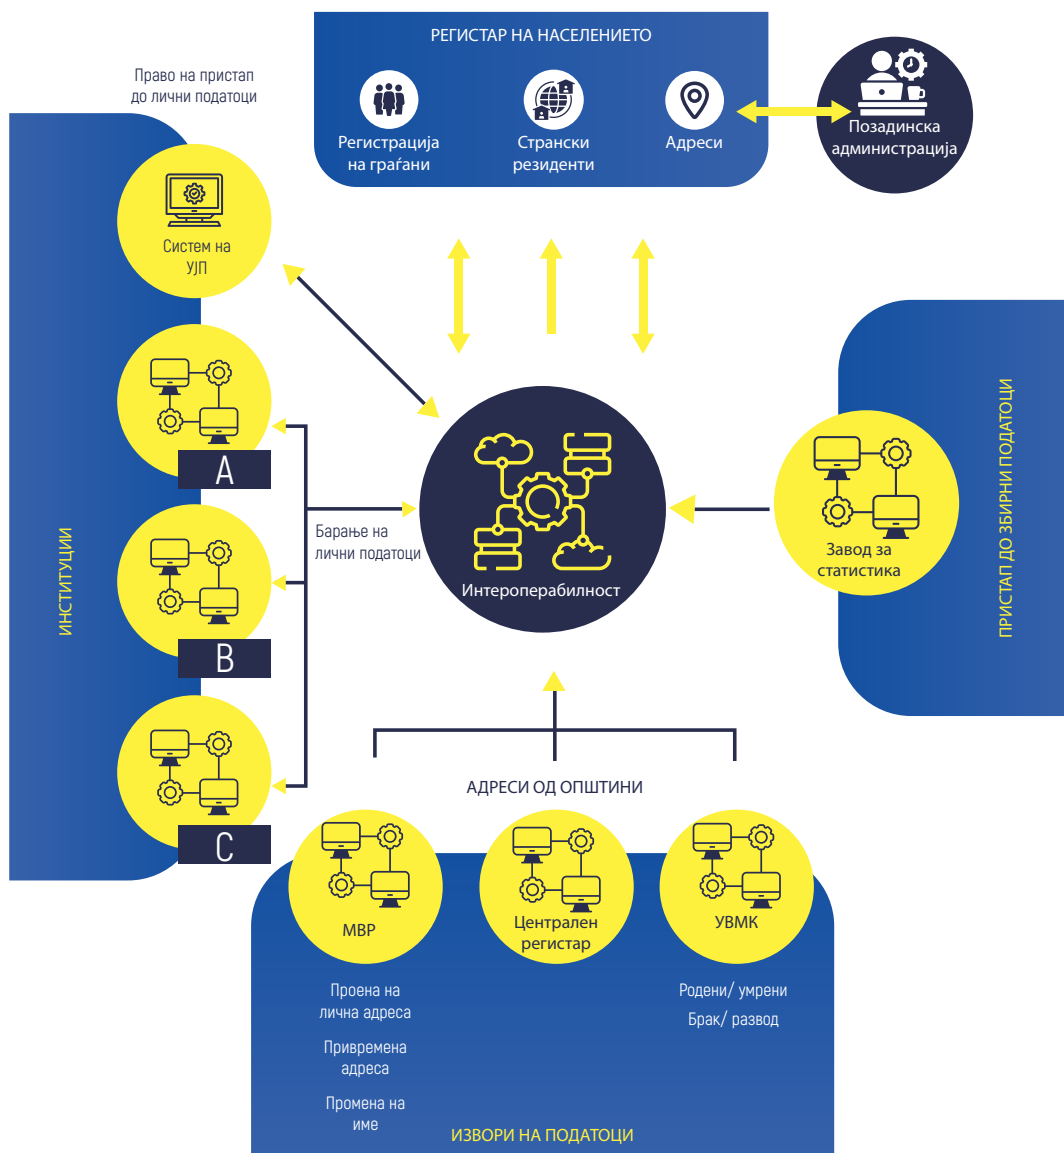 РЕГИСТАР НА НАСЕЛЕНИЕТО
Регистрација
на граѓани
Странски
резиденти
Адреси
Позадинска
администрација
Право на пристап
до лични податоци
Систем на
УЈП
A
B
C
ИНСТИТУЦИИ
Барање на
лични податоци
Интероперабилност
Завод за
статистика
ПРИСТАП ДО ЗБИРНИ ПОДАТОЦИ
АДРЕСИ ОД ОПШТИНИ
МВР
Централен
регистар
УВМК
Проена на
лична адреса
Привремена
адреса
Промена на
име
Родени/ умрени
Брак/ развод
ИЗВОРИ НА ПОДАТОЦИ